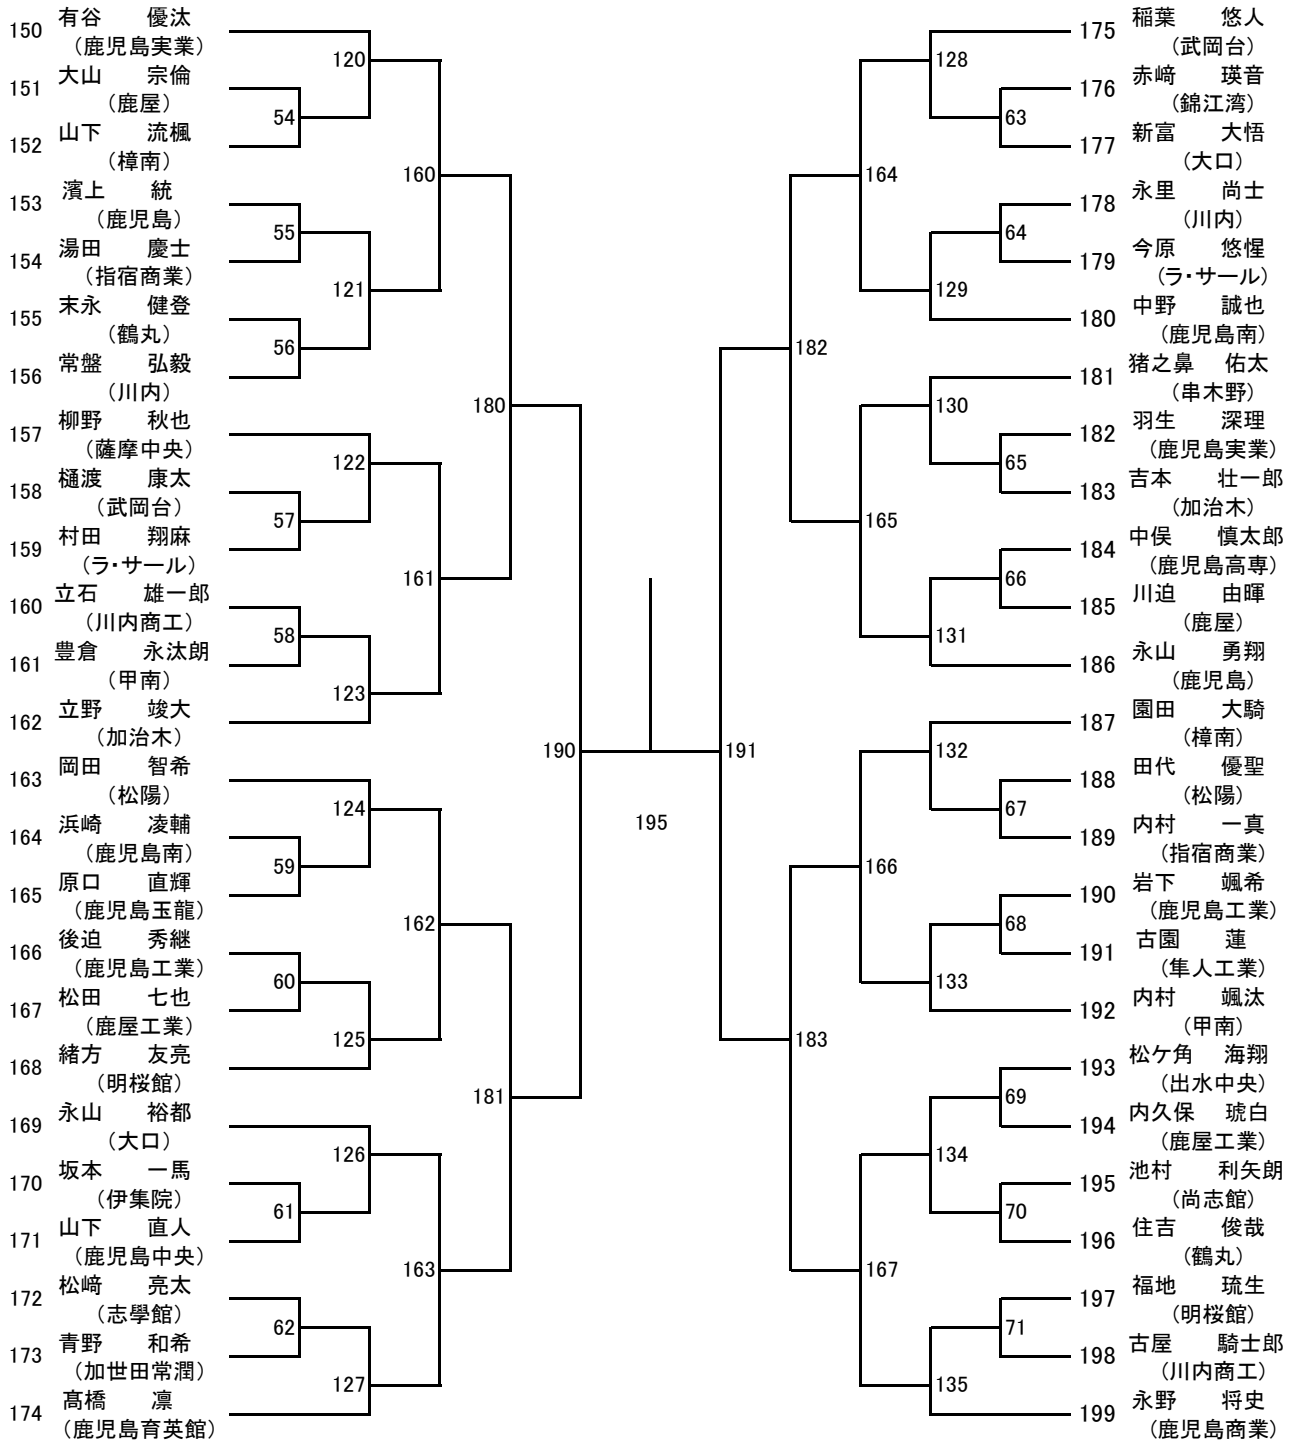 150 有谷 優汰
（鹿児島実業）
151 大山 宗倫
（鹿屋）
152 山下 流楓
（樟南）
153 濱上 統
（鹿児島）
154 湯田 慶士
（指宿商業）
155 末永 健登
（鶴丸）
156 常盤 弘毅
（川内）
157 柳野 秋也
（薩摩中央）
158 樋渡 康太
（武岡台）
159 村田 翔麻
（ラ・サール）
160 立石 雄一郎
（川内商工）
161 豊倉 永汰朗
（甲南）
162 立野 竣大
（加治木）
163 岡田 智希
（松陽）
164 浜崎 凌輔
（鹿児島南）
165 原口 直輝
（鹿児島玉龍）
166 後迫 秀継
（鹿児島工業）
167 松田 七也
（鹿屋工業）
168 緒方 友亮
（明桜館）
169 永山 裕都
（大口）
170 坂本 一馬
（伊集院）
171 山下 直人
（鹿児島中央）
172 松﨑 亮太
（志學館）
173 青野 和希
（加世田常潤）
174 髙橋 凛
（鹿児島育英館）
54
55
56
57
58
59
60
61
62
120
121
122
123
124
125
126
127
160
161
162
163
180
181
190
195
191
182
183
164
165
166
167
128
129
130
131
132
133
134
135
63
64
65
66
67
68
69
70
71
175 稲葉 悠人
（武岡台）
176 赤﨑 瑛音
（錦江湾）
177 新富 大悟
（大口）
178 永里 尚士
（川内）
179 今原 悠惺
（ラ・サール）
180 中野 誠也
（鹿児島南）
181 猪之鼻 佑太
（串木野）
182 羽生 深理
（鹿児島実業）
183 吉本 壮一郎
（加治木）
184 中俣 慎太郎
（鹿児島高専）
185 川迫 由暉
（鹿屋）
186 永山 勇翔
（鹿児島）
187 園田 大騎
（樟南）
188 田代 優聖
（松陽）
189 内村 一真
（指宿商業）
190 岩下 颯希
（鹿児島工業）
191 古園 蓮
（隼人工業）
192 内村 颯汰
（甲南）
193 松ケ角 海翔
（出水中央）
194 内久保 琥白
（鹿屋工業）
195 池村 利矢朗
（尚志館）
196 住吉 俊哉
（鶴丸）
197 福地 琉生
（明桜館）
198 古屋 騎士郎
（川内商工）
199 永野 将史
（鹿児島商業）